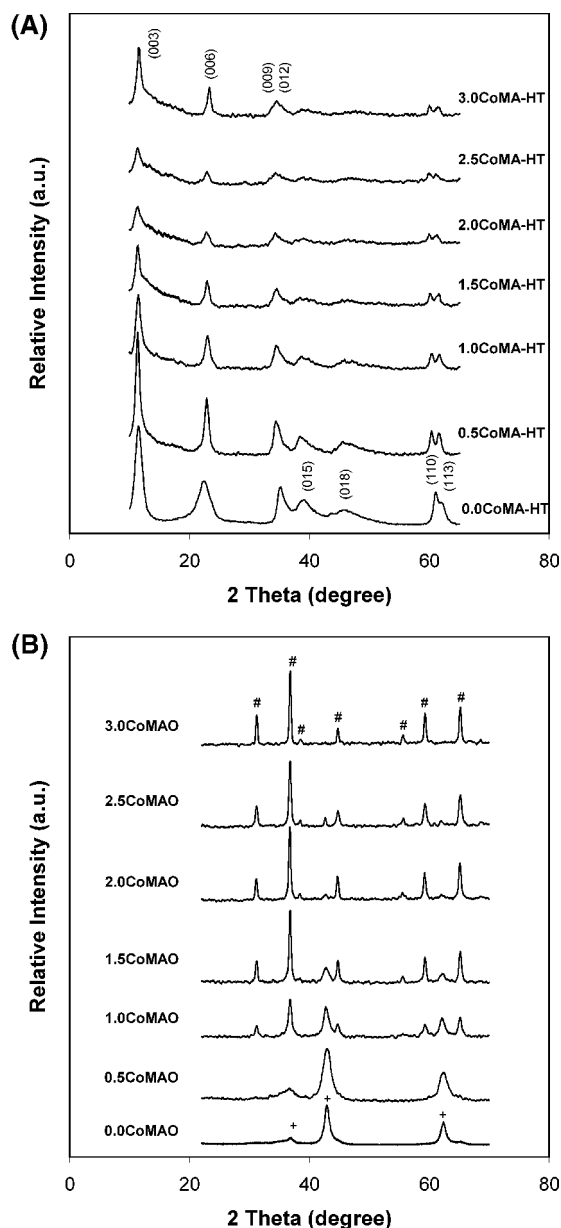 (A)
(003)
(006)
(009)
(012)
3.0CoMA-HT
2.5CoMA-HT
2.0CoMA-HT
1.5CoMA-HT
1.0CoMA-HT
0.5CoMA-HT
(110)
(113)
(015)
(018)
0.0CoMA-HT
Relative Intensity (a.u.)
0 20 40 60 80
2 Theta (degree)
(B)
# # # # # # #
3.0CoMAO
2.5CoMAO
2.0CoMAO
1.5CoMAO
1.0CoMAO
0.5CoMAO
+ + +
0.0CoMAO
Relative Intensity (a.u.)
0 20 40 60 80
2 Theta (degree)